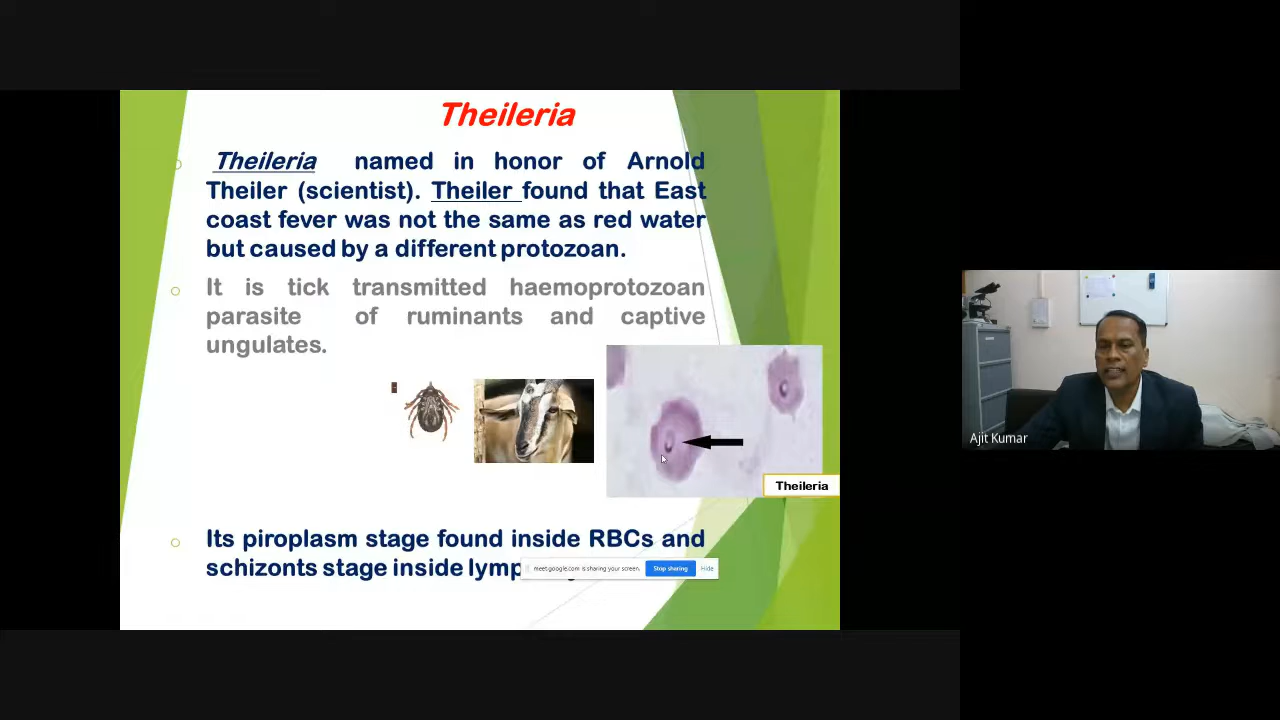 Theileria
Theileria named in honor of Arnold
Theiler (scientist). Theiler found that East
coast fever was not the same as red water
but caused by a different protozoan.
It is tick transmitted haemoprotozoan
parasite of ruminants and captive
ungulates.
Theileria
Its piroplasm stage found inside RBCs and
schizonts stage inside
meet.google.com is sharing your screen.
Stop sharing
Hide
Ajit Kumar